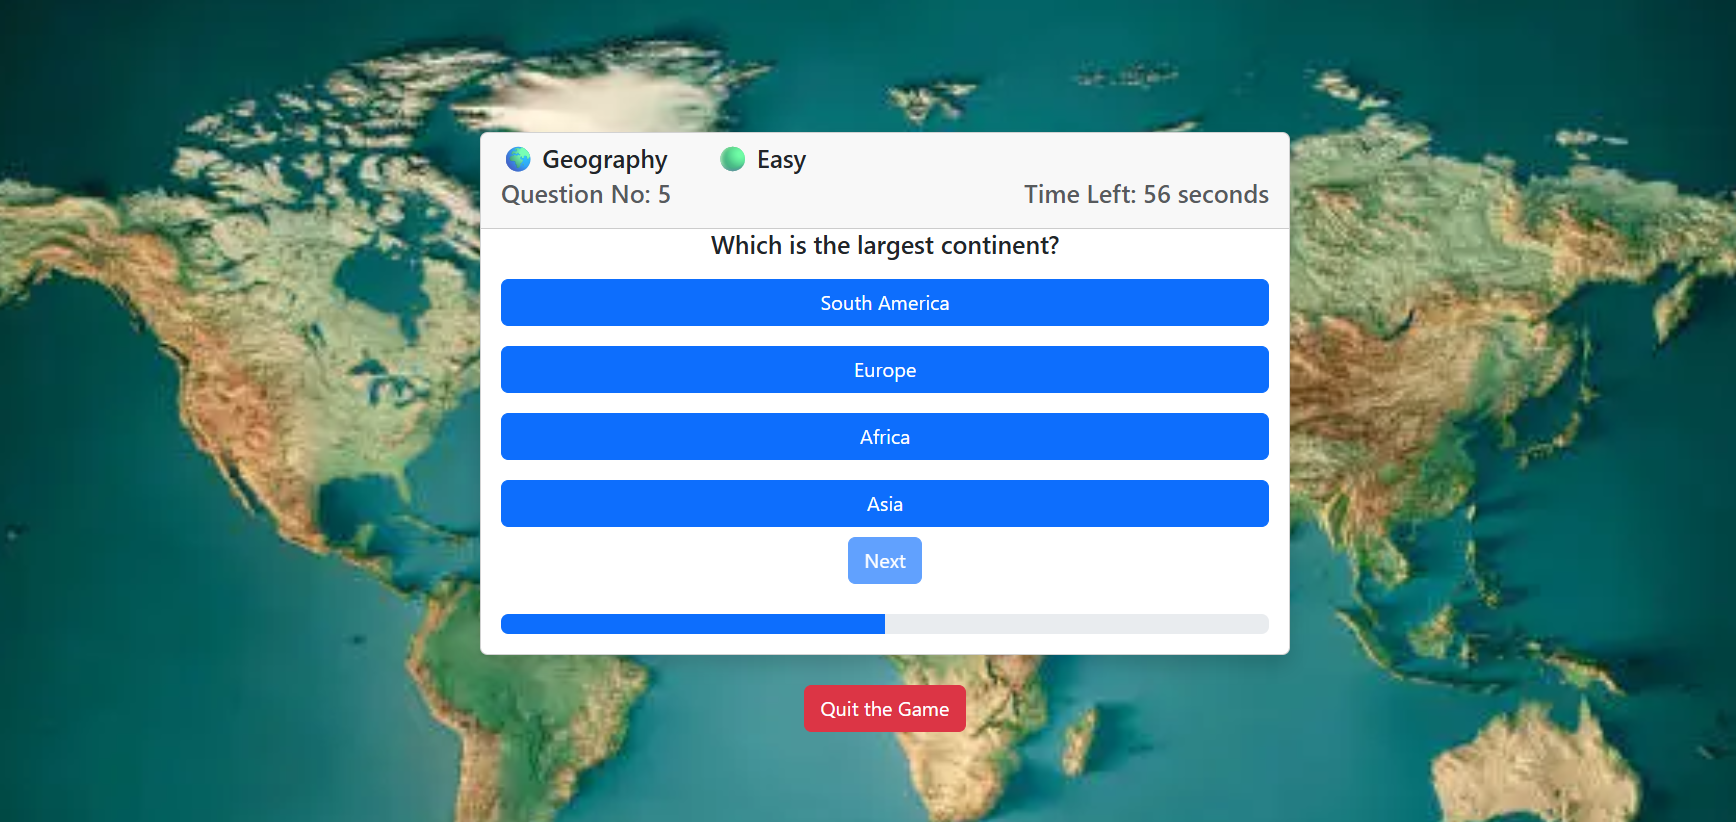 Geography Easy
Question No: 5 Time Left: 56 seconds
Which is the largest continent?
South America
Europe
Africa
Asia
Next
Quit the Game